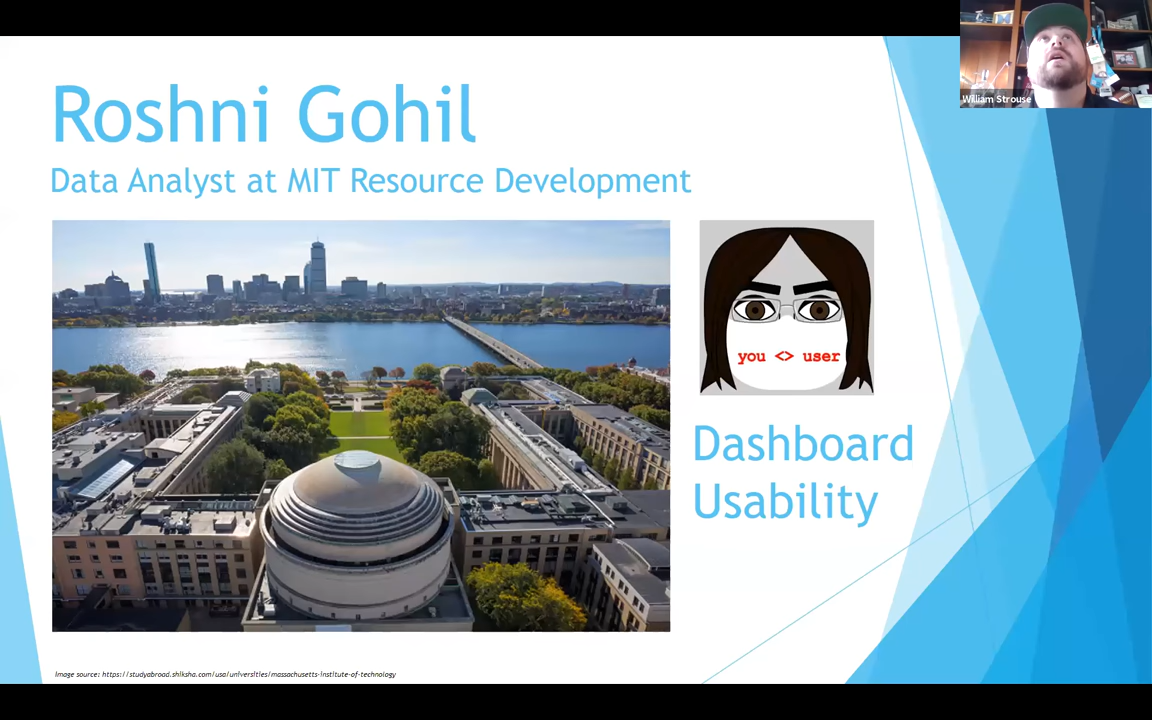 Roshni Gohil
Data Analyst at MIT Resource Development
William Strouse
you <> user
Dashboard
Usability
Image source: https://studyabroad.shiksha.com/usa/universities/massachusetts-institute-of-technology